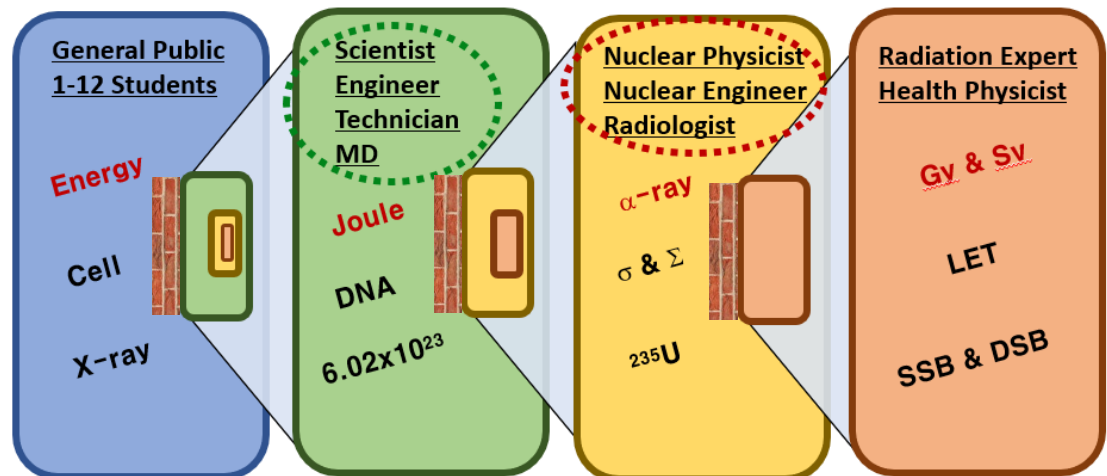 General Public
1-12 Students
Energy
Cell
X-ray
Scientist
Engineer
Technician
MD
Joule
DNA
6.02x10²³
Nuclear Physicist
Nuclear Engineer
Radiologist
α-ray
σ & Σ
²³⁵U
Radiation Expert
Health Physicist
Gy & Sv
LET
SSB & DSB